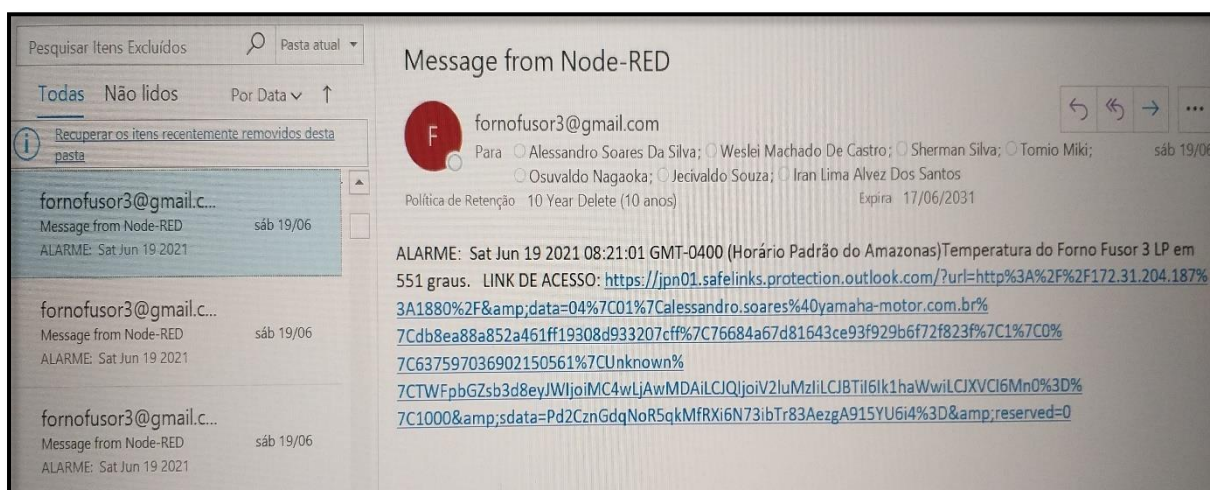 Pesquisar Itens Excluídos
Pasta atual
Todas Não lidos Por Data
Recuperar os itens recentemente removidos desta
pasta
fornofusor3@gmail.c...
Message from Node-RED sáb 19/06
ALARME: Sat Jun 19 2021
fornofusor3@gmail.c...
Message from Node-RED sáb 19/06
ALARME: Sat Jun 19 2021
fornofusor3@gmail.c...
Message from Node-RED sáb 19/06
ALARME: Sat Jun 19 2021
Message from Node-RED
F
fornofusor3@gmail.com
Para Alessandro Soares Da Silva; Weslei Machado De Castro; Sherman Silva; Tomio Miki; sáb 19/06
Osuvaldo Nagaoka; Jecivaldo Souza; Iran Lima Alvez Dos Santos
Política de Retenção 10 Year Delete (10 anos) Expira 17/06/2031
ALARME: Sat Jun 19 2021 08:21:01 GMT-0400 (Horário Padrão do Amazonas)Temperatura do Forno Fusor 3 LP em
551 graus. LINK DE ACESSO: https://jpn01.safelinks.protection.outlook.com/?url=http%3A%2F%2F172.31.204.187%
3A1880%2F&amp;data=04%7C01%7Calessandro.soares%40yamaha-motor.com.br%
7Cdb8ea88a852a461ff19308d933207cff%7C76684a67d81643ce93f929b6f72f823f%7C1%7C0%
7C637597036902150561%7CUnknown%
7CTWFpbGZsb3d8eyJWIjoiMC4wLjAwMDAiLCJQIjoiV2luMzIiLCJBTiI6Ik1haWwiLCJXVCI6Mn0%3D%
7C1000&amp;sdata=Pd2CznGdqNoR5qkMfRXi6N73ibTr83AezgA915YU6i4%3D&amp;reserved=0